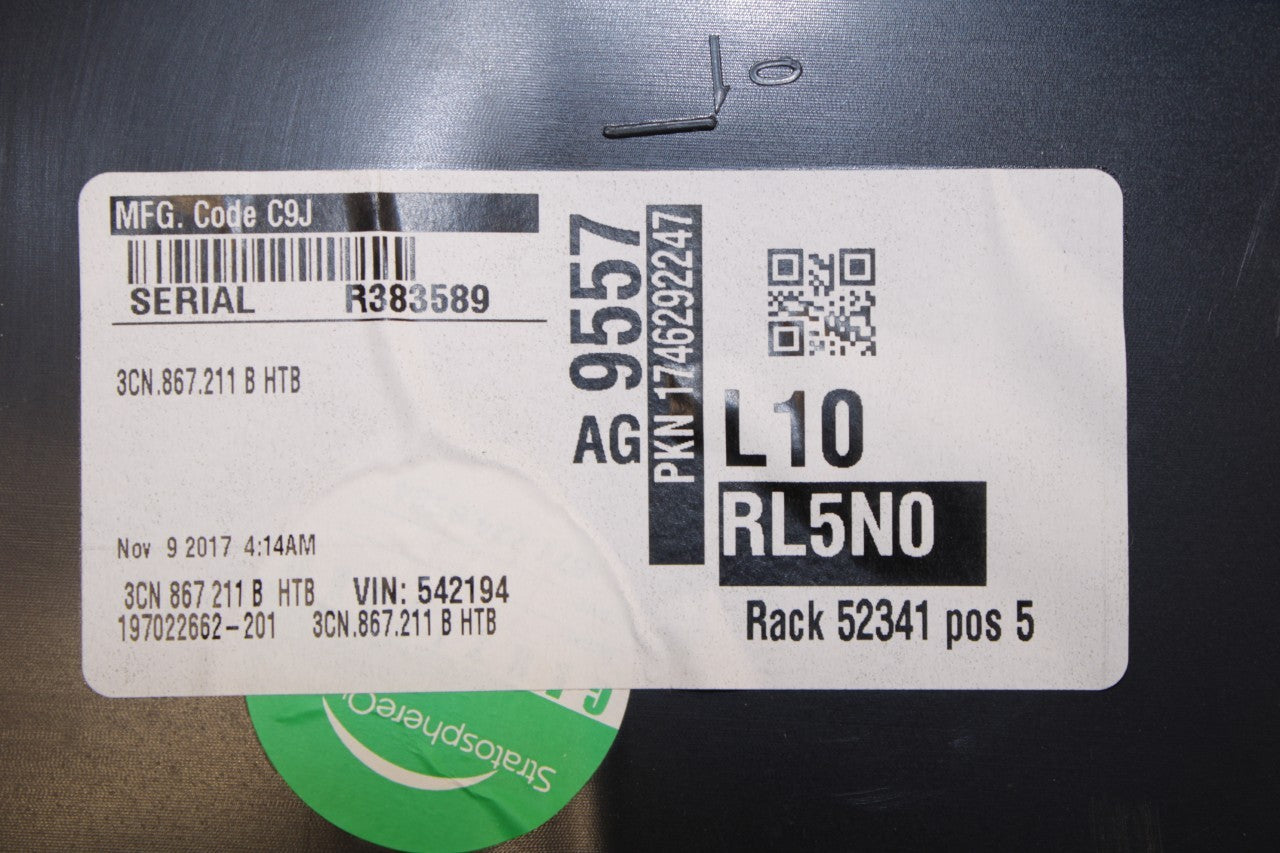 MFG. Code C9J
SERIAL R383589
3CN.867.211 B HTB
Nov 9 2017 4:14AM
3CN 867 211 B HTB VIN: 542194
197022662-201 3CN.867.211 B HTB
AG 9557
PKN 174629224７
L10
RL5N0
Rack 52341 pos 5